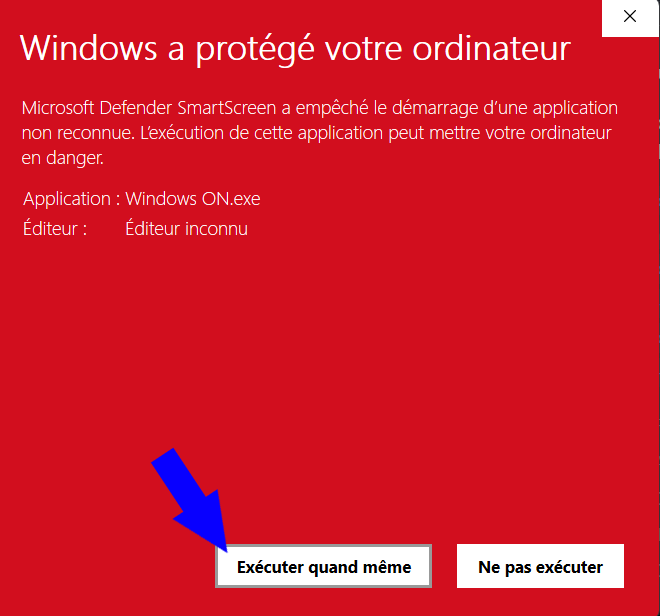 Windows a protégé votre ordinateur
Microsoft Defender SmartScreen a empêché le démarrage d’une application
non reconnue. L’exécution de cette application peut mettre votre ordinateur
en danger.
Application : Windows ON.exe
Éditeur : Éditeur inconnu
Exécuter quand même
Ne pas exécuter